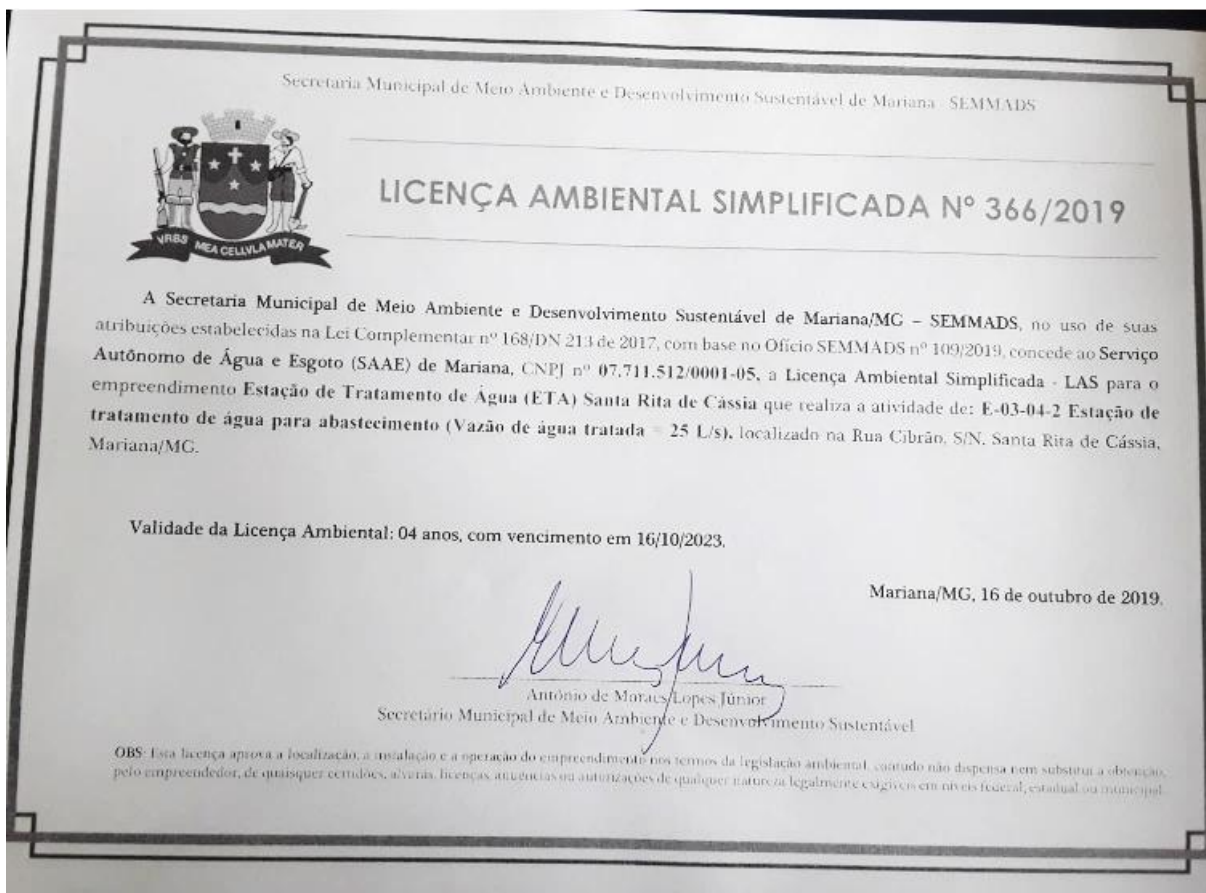 Secretaria Municipal de Meio Ambiente e Desenvolvimento Sustentável de Mariana - SEMMADS
VRBS MEA CELLVLA MATER
LICENÇA AMBIENTAL SIMPLIFICADA Nº 366/2019
A Secretaria Municipal de Meio Ambiente e Desenvolvimento Sustentável de Mariana/MG – SEMMADS, no uso de suas
atribuições estabelecidas na Lei Complementar nº 168/DN 213 de 2017, com base no Ofício SEMMADS nº 109/2019, concede ao Serviço
Autônomo de Água e Esgoto (SAAE) de Mariana, CNPJ nº 07.711.512/0001-05, a Licença Ambiental Simplificada - LAS para o
empreendimento Estação de Tratamento de Água (ETA) Santa Rita de Cássia que realiza a atividade de: E-03-04-2 Estação de
tratamento de água para abastecimento (Vazão de água tratada = 25 L/s), localizado na Rua Cibrão, S/N, Santa Rita de Cássia,
Mariana/MG.
Validade da Licença Ambiental: 04 anos, com vencimento em 16/10/2023.
Mariana/MG, 16 de outubro de 2019.
Antônio de Moraes Lopes Júnior
Secretário Municipal de Meio Ambiente e Desenvolvimento Sustentável
OBS: Esta licença aprova a localização, a instalação e a operação do empreendimento nos termos da legislação ambiental, contudo não dispensa nem substitui a obtenção,
pelo empreendedor, de quaisquer certidões, alvarás, licenças, anuências ou autorizações de qualquer natureza legalmente exigíveis em níveis federal, estadual ou municipal.